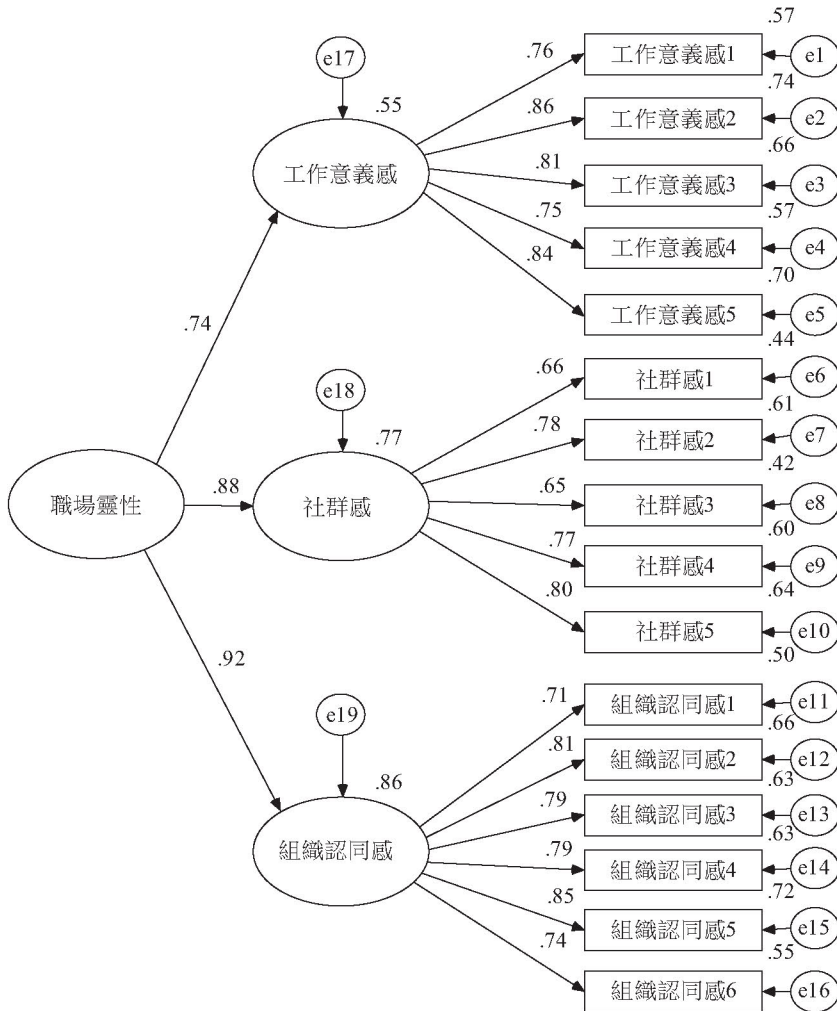 .57
e17
.76
工作意義感1
e1
.74
.55
.86
工作意義感2
e2
.66
工作意義感
.81
工作意義感3
e3
.57
.75
工作意義感4
e4
.70
.84
工作意義感5
e5
.44
.74
.66
社群感1
e6
.61
e18
.77
.78
社群感2
e7
.42
職場靈性
.88
社群感
.65
社群感3
e8
.60
.77
社群感4
e9
.64
.80
社群感5
e10
.50
.92
.71
組織認同感1
e11
.66
e19
.81
組織認同感2
e12
.63
.86
.79
組織認同感3
e13
.63
組織認同感
.79
組織認同感4
e14
.72
.85
組織認同感5
e15
.55
.74
組織認同感6
e16